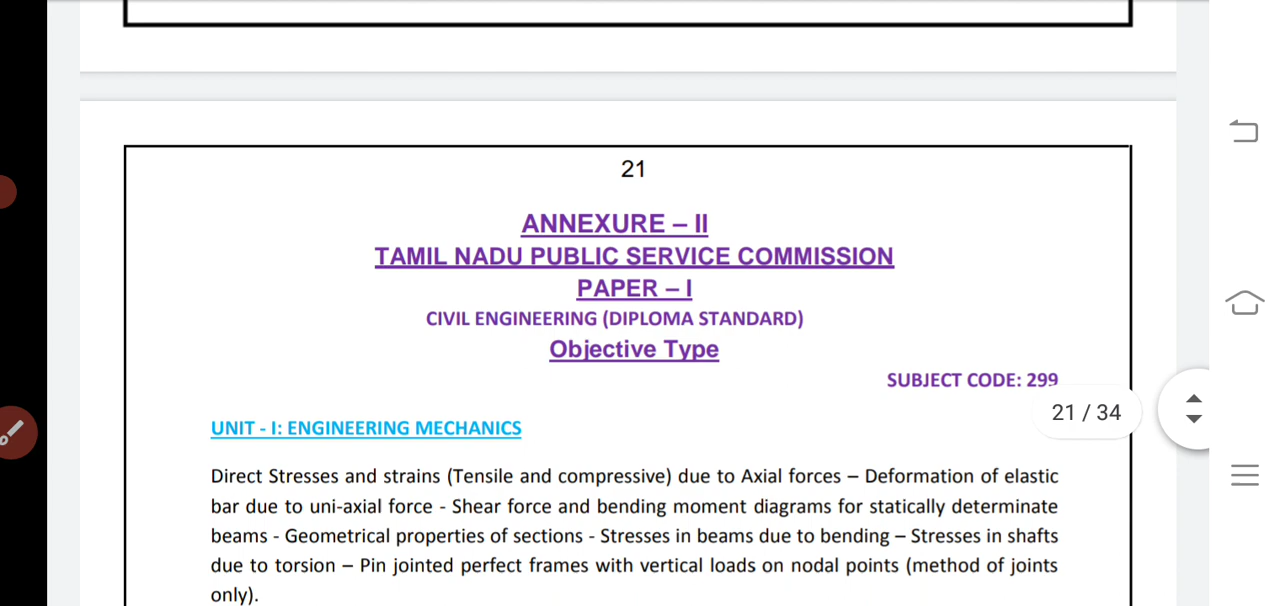 21
ANNEXURE – II
TAMIL NADU PUBLIC SERVICE COMMISSION
PAPER – I
CIVIL ENGINEERING (DIPLOMA STANDARD)
Objective Type
SUBJECT CODE: 299
21 / 34
UNIT - I: ENGINEERING MECHANICS
Direct Stresses and strains (Tensile and compressive) due to Axial forces – Deformation of elastic
bar due to uni-axial force - Shear force and bending moment diagrams for statically determinate
beams - Geometrical properties of sections - Stresses in beams due to bending – Stresses in shafts
due to torsion – Pin jointed perfect frames with vertical loads on nodal points (method of joints
only).